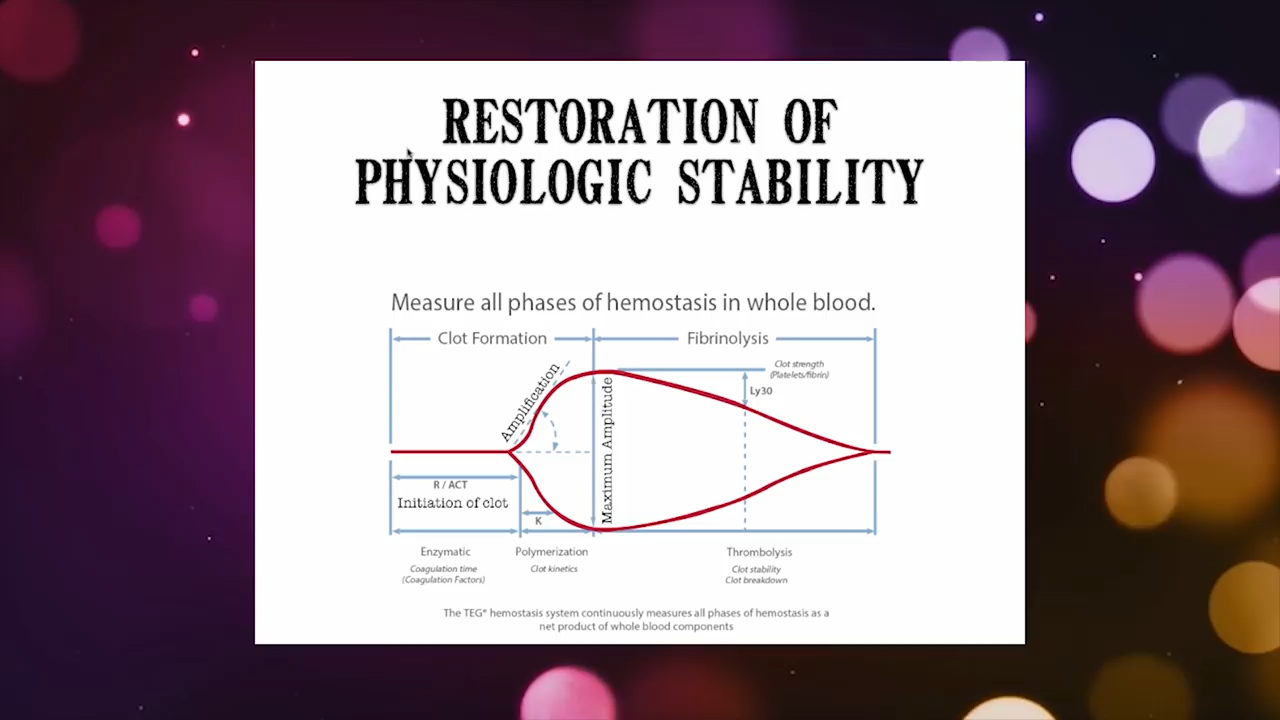 RESTORATION OF
PHYSIOLOGIC STABILITY
Measure all phases of hemostasis in whole blood.
Clot Formation
Fibrinolysis
Clot strength
(Platelets/fibrin)
Ly30
Amplification
Maximum Amplitude
R / ACT
Initiation of clot
K
Enzymatic
Coagulation time
(Coagulation Factors)
Polymerization
Clot kinetics
Thrombolysis
Clot stability
Clot breakdown
The TEG® hemostasis system continuously measures all phases of hemostasis as a
net product of whole blood components